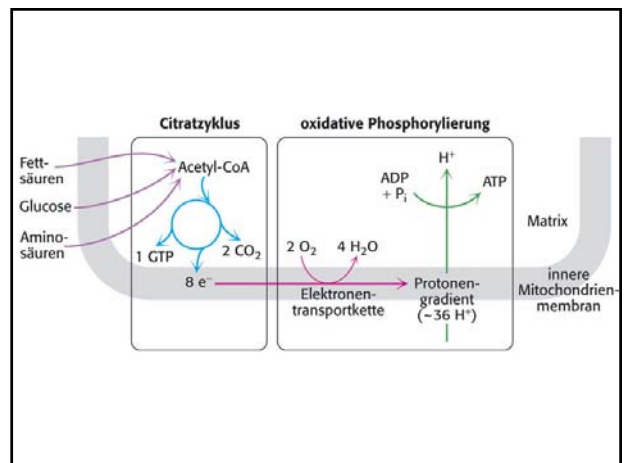 Citratzyklus
oxidative Phosphorylierung
Fett-
säuren
Glucose
Amino-
säuren
Acetyl-CoA
1 GTP
2 CO₂
8 e⁻
2 O₂
4 H₂O
Elektronen-
transportkette
H⁺
ADP
+ Pᵢ
ATP
Protonen-
gradient
(~36 H⁺)
Matrix
innere
Mitochondrien-
membran